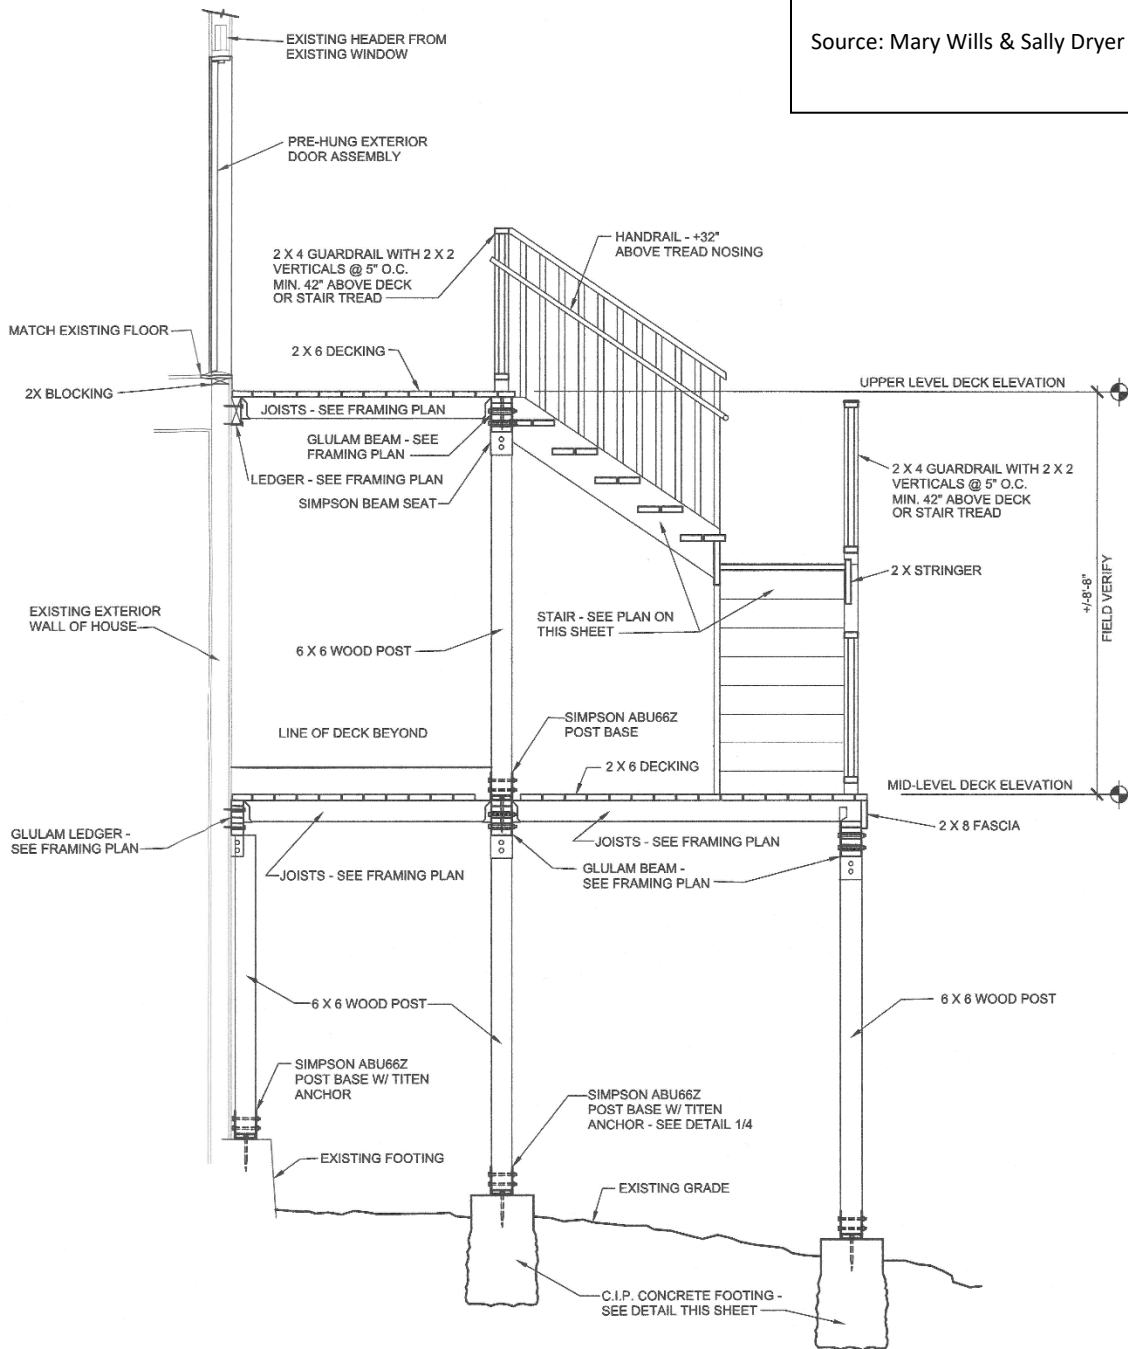 Source: Mary Wills & Sally Dryer
EXISTING HEADER FROM
EXISTING WINDOW
PRE-HUNG EXTERIOR
DOOR ASSEMBLY
2 X 4 GUARDRAIL WITH 2 X 2
VERTICALS @ 5" O.C.
MIN. 42" ABOVE DECK
OR STAIR TREAD
HANDRAIL - +32"
ABOVE TREAD NOSING
MATCH EXISTING FLOOR
2 X 6 DECKING
2X BLOCKING
UPPER LEVEL DECK ELEVATION
JOISTS - SEE FRAMING PLAN
GLULAM BEAM - SEE
FRAMING PLAN
LEDGER - SEE FRAMING PLAN
SIMPSON BEAM SEAT
2 X 4 GUARDRAIL WITH 2 X 2
VERTICALS @ 5" O.C.
MIN. 42" ABOVE DECK
OR STAIR TREAD
2 X STRINGER
+/-8'-8"
FIELD VERIFY
EXISTING EXTERIOR
WALL OF HOUSE
STAIR - SEE PLAN ON
THIS SHEET
6 X 6 WOOD POST
SIMPSON ABU66Z
POST BASE
LINE OF DECK BEYOND
2 X 6 DECKING
MID-LEVEL DECK ELEVATION
GLULAM LEDGER -
SEE FRAMING PLAN
2 X 8 FASCIA
JOISTS - SEE FRAMING PLAN
JOISTS - SEE FRAMING PLAN
GLULAM BEAM -
SEE FRAMING PLAN
6 X 6 WOOD POST
6 X 6 WOOD POST
SIMPSON ABU66Z
POST BASE W/ TITEN
ANCHOR
SIMPSON ABU66Z
POST BASE W/ TITEN
ANCHOR - SEE DETAIL 1/4
EXISTING FOOTING
EXISTING GRADE
C.I.P. CONCRETE FOOTING -
SEE DETAIL THIS SHEET